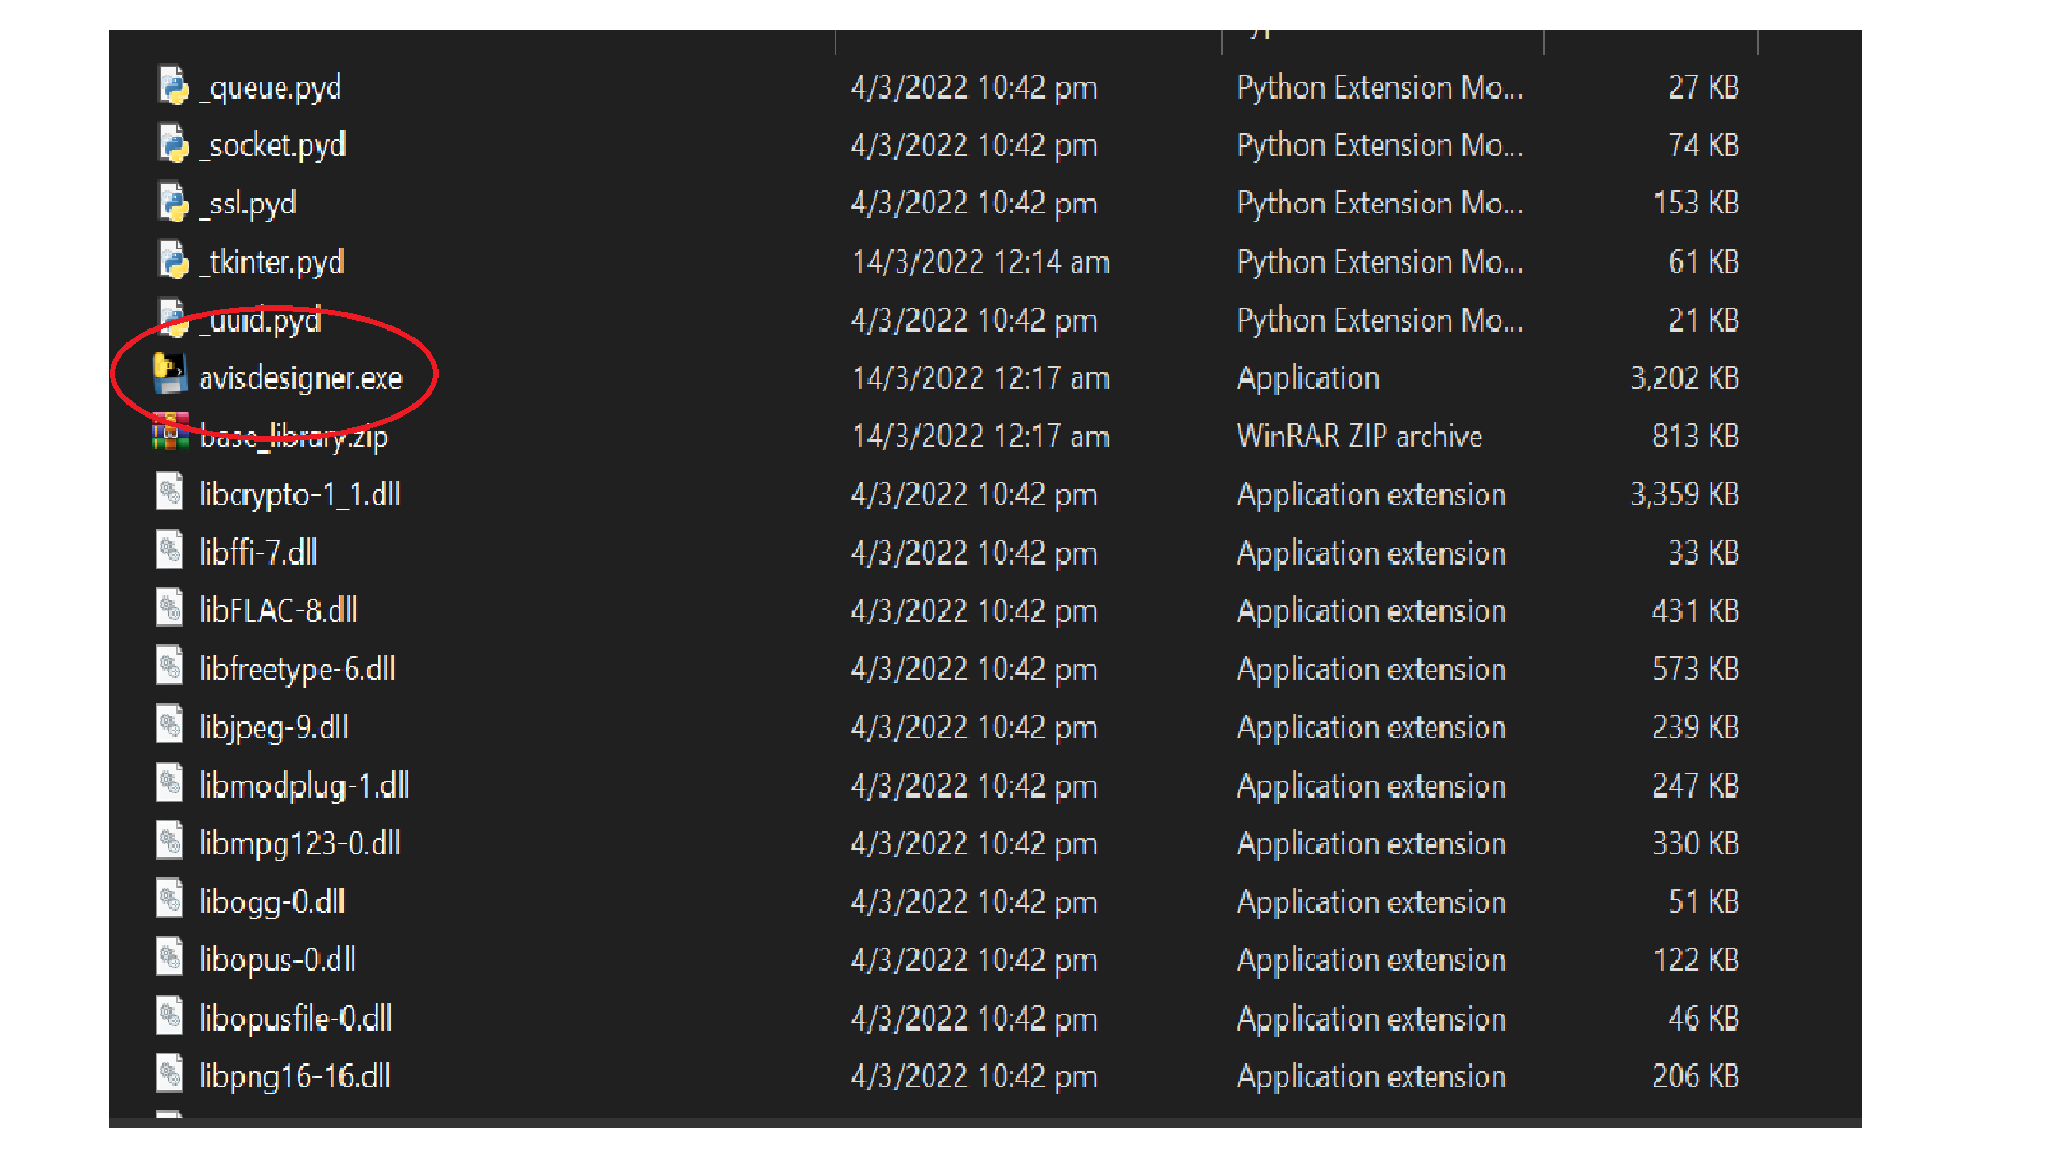 _queue.pyd 4/3/2022 10:42 pm Python Extension Mo... 27 KB
_socket.pyd 4/3/2022 10:42 pm Python Extension Mo... 74 KB
_ssl.pyd 4/3/2022 10:42 pm Python Extension Mo... 153 KB
_tkinter.pyd 14/3/2022 12:14 am Python Extension Mo... 61 KB
_uuid.pyd 4/3/2022 10:42 pm Python Extension Mo... 21 KB
avisdesigner.exe 14/3/2022 12:17 am Application 3,202 KB
base_library.zip 14/3/2022 12:17 am WinRAR ZIP archive 813 KB
libcrypto-1_1.dll 4/3/2022 10:42 pm Application extension 3,359 KB
libffi-7.dll 4/3/2022 10:42 pm Application extension 33 KB
libFLAC-8.dll 4/3/2022 10:42 pm Application extension 431 KB
libfreetype-6.dll 4/3/2022 10:42 pm Application extension 573 KB
libjpeg-9.dll 4/3/2022 10:42 pm Application extension 239 KB
libmodplug-1.dll 4/3/2022 10:42 pm Application extension 247 KB
libmpg123-0.dll 4/3/2022 10:42 pm Application extension 330 KB
libogg-0.dll 4/3/2022 10:42 pm Application extension 51 KB
libopus-0.dll 4/3/2022 10:42 pm Application extension 122 KB
libopusfile-0.dll 4/3/2022 10:42 pm Application extension 46 KB
libpng16-16.dll 4/3/2022 10:42 pm Application extension 206 KB